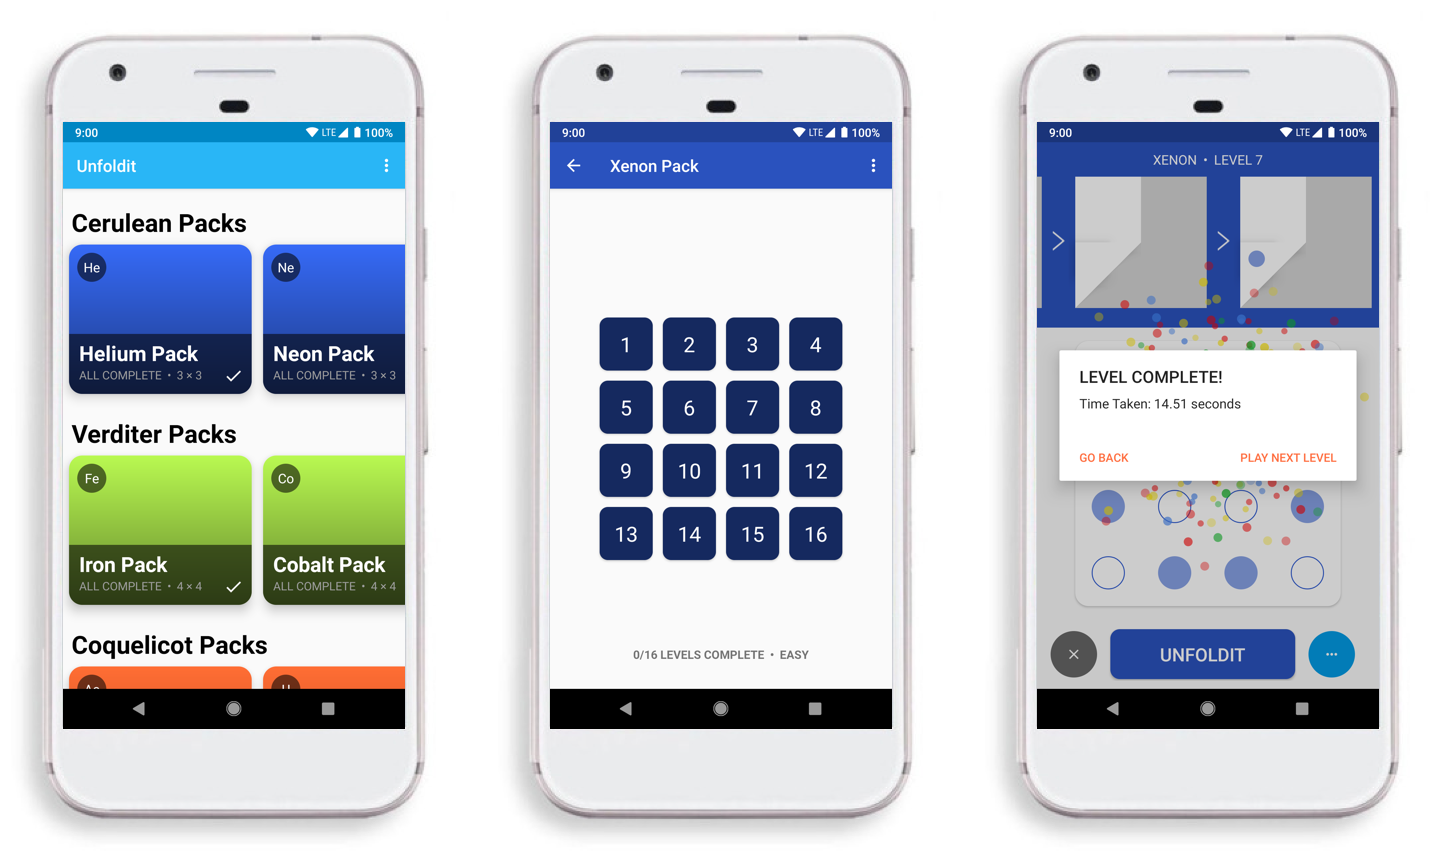 9:00 LTE 100%
Unfoldit
Cerulean Packs
He
Ne
Helium Pack
ALL COMPLETE • 3 × 3
Neon Pack
ALL COMPLETE • 3 × 3
Verditer Packs
Fe
Co
Iron Pack
ALL COMPLETE • 4 × 4
Cobalt Pack
ALL COMPLETE • 4 × 4
Coquelicot Packs
9:00 LTE 100%
Xenon Pack
1 2 3 4
5 6 7 8
9 10 11 12
13 14 15 16
0/16 LEVELS COMPLETE • EASY
9:00 LTE 100%
XENON • LEVEL 7
LEVEL COMPLETE!
Time Taken: 14.51 seconds
GO BACK
PLAY NEXT LEVEL
UNFOLDIT